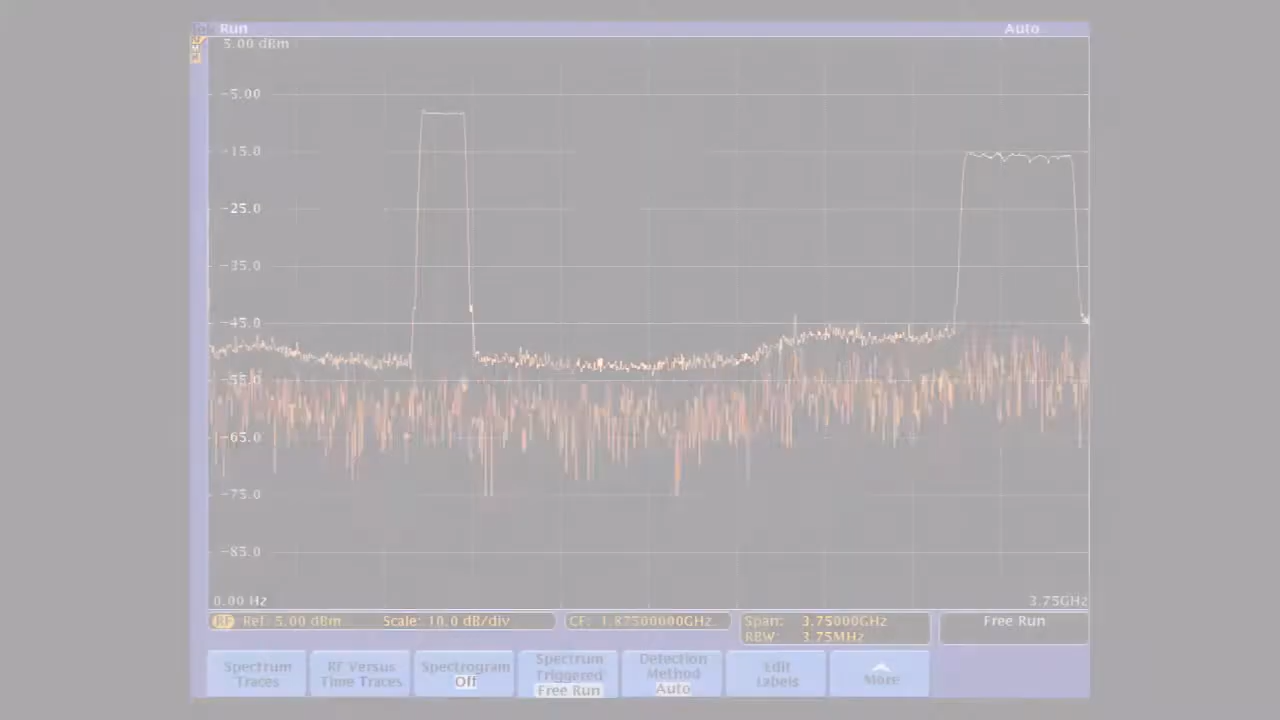 Tek Run
Auto
5.00 dBm
-5.00
-15.0
-25.0
-35.0
-45.0
-55.0
-65.0
-75.0
-85.0
0.00 Hz
3.75GHz
RF Ref: 5.00 dBm Scale: 10.0 dB/div
CF: 1.87500000GHz
Span: 3.75000GHz
RBW: 3.75MHz
Free Run
Spectrum
Traces
RF Versus
Time Traces
Spectrogram
Off
Spectrum
Triggered
Free Run
Detection
Method
Auto
Edit
Labels
More